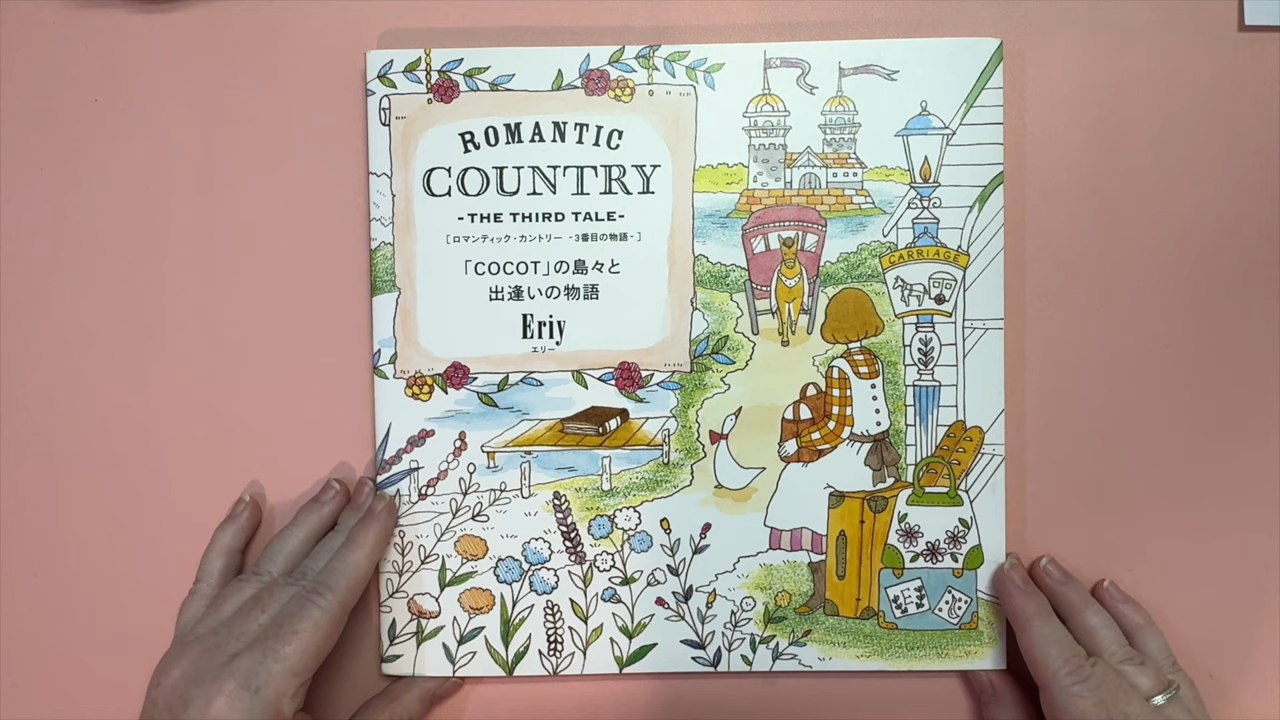 ROMANTIC
COUNTRY
-THE THIRD TALE-
[ロマンティック・カントリー -3番目の物語-]
「COCOT」の島々と
出逢いの物語
Eriy
エリー
CARRIAGE
E